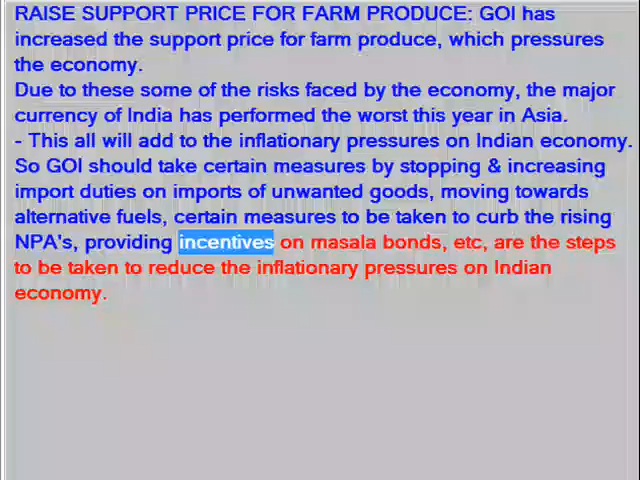 RAISE SUPPORT PRICE FOR FARM PRODUCE: GOI has
increased the support price for farm produce, which pressures
the economy.
Due to these some of the risks faced by the economy, the major
currency of India has performed the worst this year in Asia.
- This all will add to the inflationary pressures on Indian economy.
So GOI should take certain measures by stopping & increasing
import duties on imports of unwanted goods, moving towards
alternative fuels, certain measures to be taken to curb the rising
NPA's, providing incentives on masala bonds, etc, are the steps
to be taken to reduce the inflationary pressures on Indian
economy.